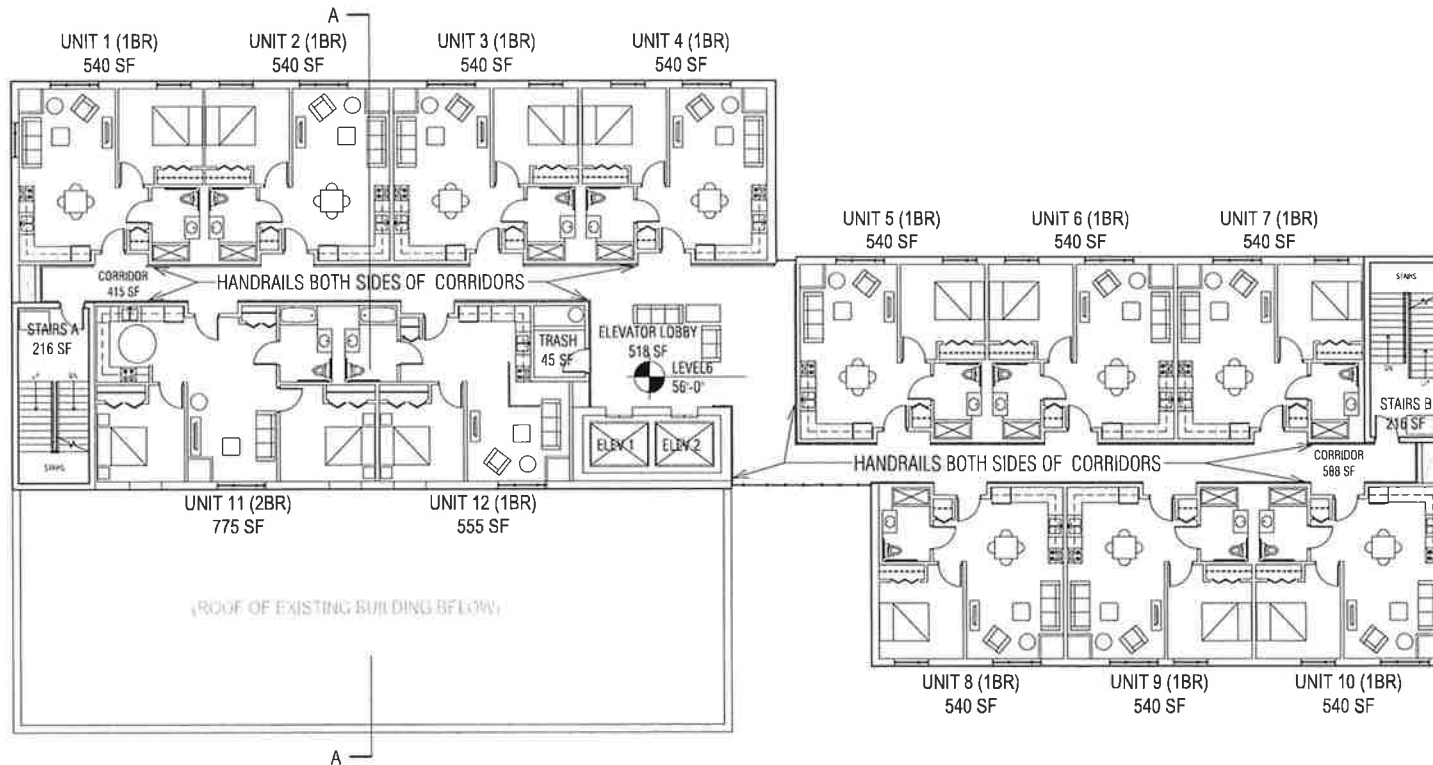 A
UNIT 1 (1BR)
540 SF
UNIT 2 (1BR)
540 SF
UNIT 3 (1BR)
540 SF
UNIT 4 (1BR)
540 SF
UNIT 5 (1BR)
540 SF
UNIT 6 (1BR)
540 SF
UNIT 7 (1BR)
540 SF
CORRIDOR
415 SF
HANDRAILS BOTH SIDES OF CORRIDORS
STAIRS
STAIRS A
216 SF
TRASH
45 SF
ELEVATOR LOBBY
518 SF
LEVEL6
56'-0"
STAIRS B
216 SF
ELEV.1
ELEV.2
HANDRAILS BOTH SIDES OF CORRIDORS
CORRIDOR
588 SF
STAIRS
UNIT 11 (2BR)
775 SF
UNIT 12 (1BR)
555 SF
(ROOF OF EXISTING BUILDING BELOW)
UNIT 8 (1BR)
540 SF
UNIT 9 (1BR)
540 SF
UNIT 10 (1BR)
540 SF
A